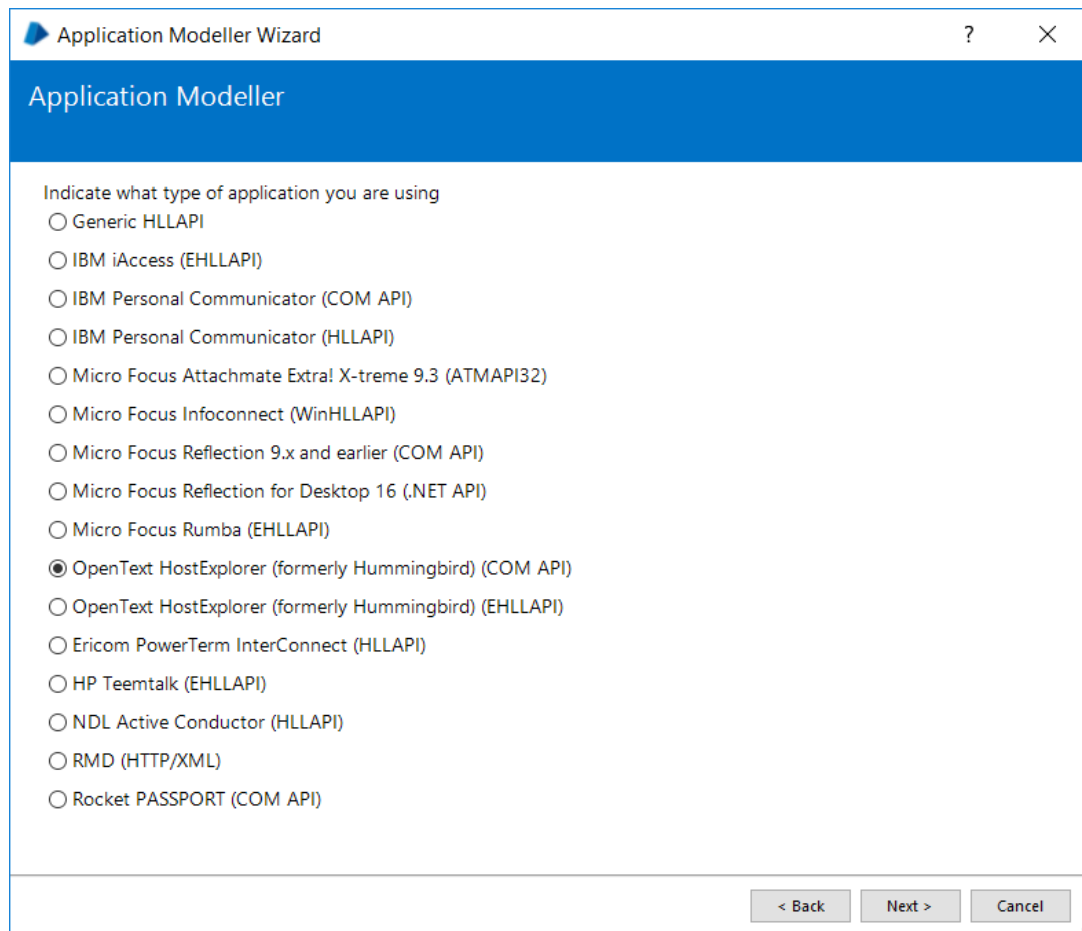 Application Modeller Wizard
?
Application Modeller
Indicate what type of application you are using
Generic HLLAPI
IBM iAccess (EHLLAPI)
IBM Personal Communicator (COM API)
IBM Personal Communicator (HLLAPI)
Micro Focus Attachmate Extra! X-treme 9.3 (ATMAPI32)
Micro Focus Infoconnect (WinHLLAPI)
Micro Focus Reflection 9.x and earlier (COM API)
Micro Focus Reflection for Desktop 16 (.NET API)
Micro Focus Rumba (EHLLAPI)
OpenText HostExplorer (formerly Hummingbird) (COM API)
OpenText HostExplorer (formerly Hummingbird) (EHLLAPI)
Ericom PowerTerm InterConnect (HLLAPI)
HP Teemtalk (EHLLAPI)
NDL Active Conductor (HLLAPI)
RMD (HTTP/XML)
Rocket PASSPORT (COM API)
< Back Next > Cancel